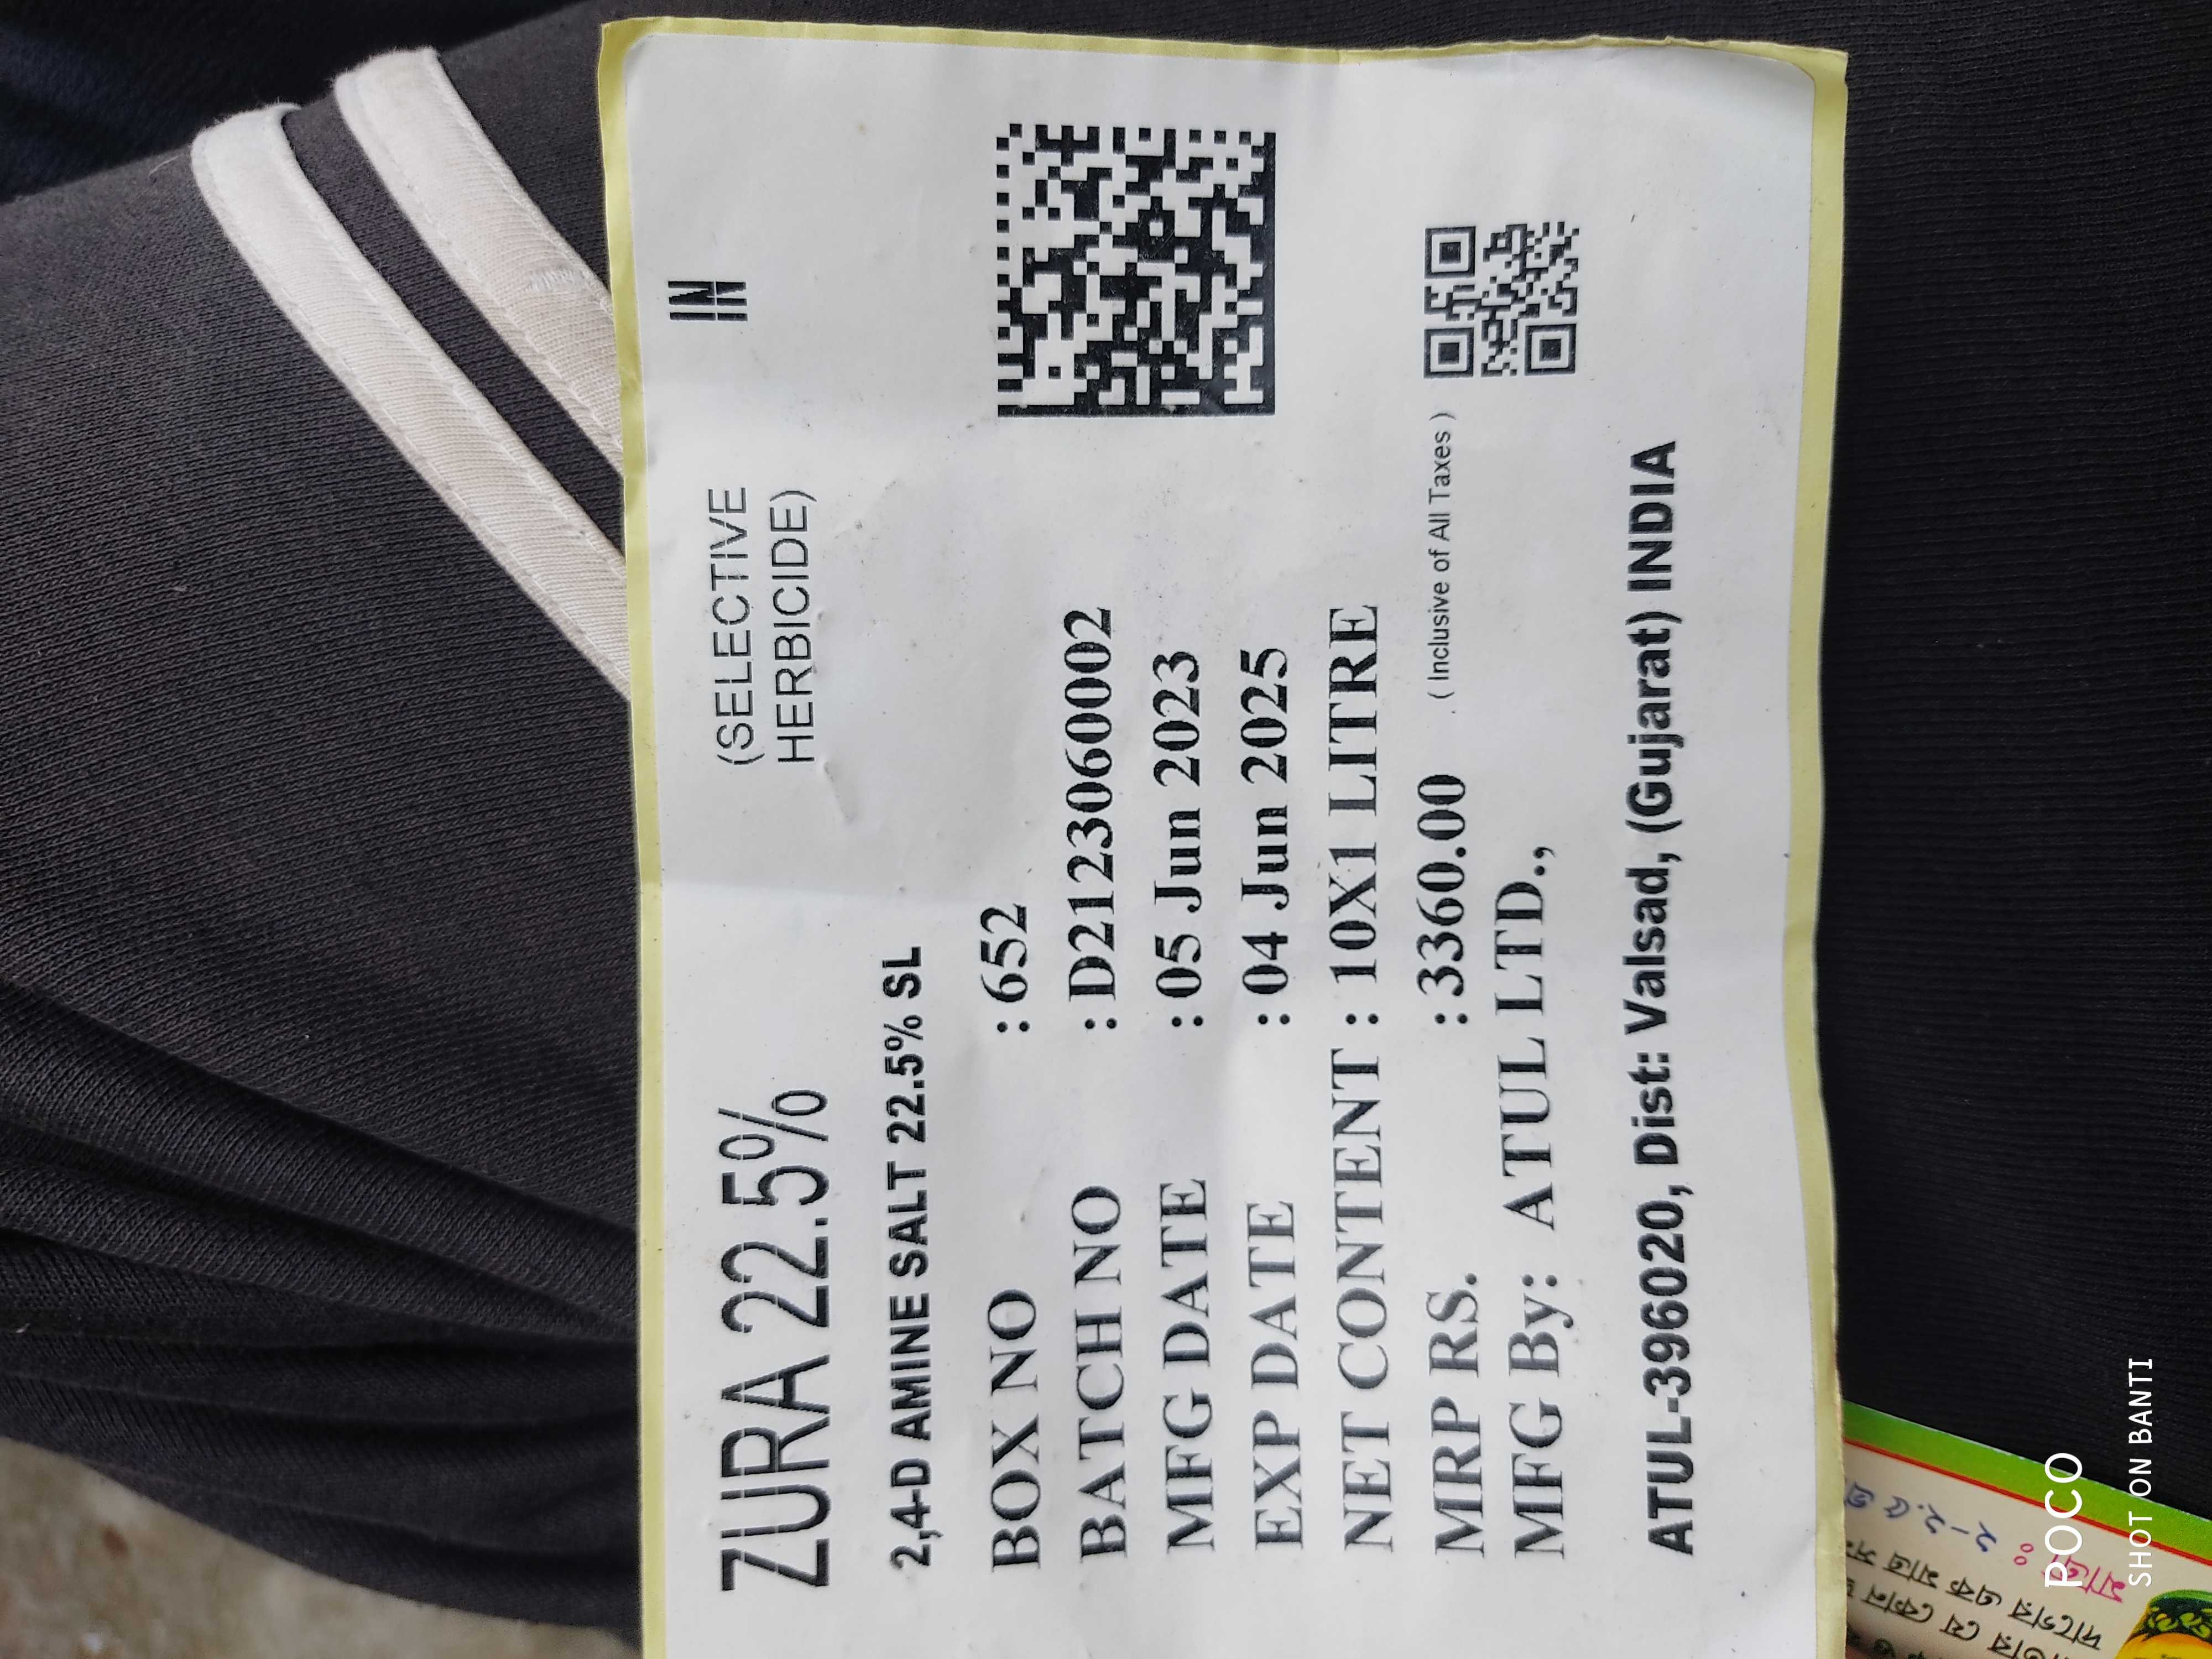 ZURA 22.5%
(SELECTIVE
HERBICIDE)
IN
2,4-D AMINE SALT 22.5% SL
BOX NO : 652
BATCH NO : D2123060002
MFG DATE : 05 Jun 2023
EXP DATE : 04 Jun 2025
NET CONTENT : 10X1 LITRE
MRP RS. : 3360.00 . ( Inclusive of All Taxes )
MFG By: ATUL LTD.,
ATUL-396020, Dist: Valsad, (Gujarat) INDIA
POCO
SHOT ON BANTI